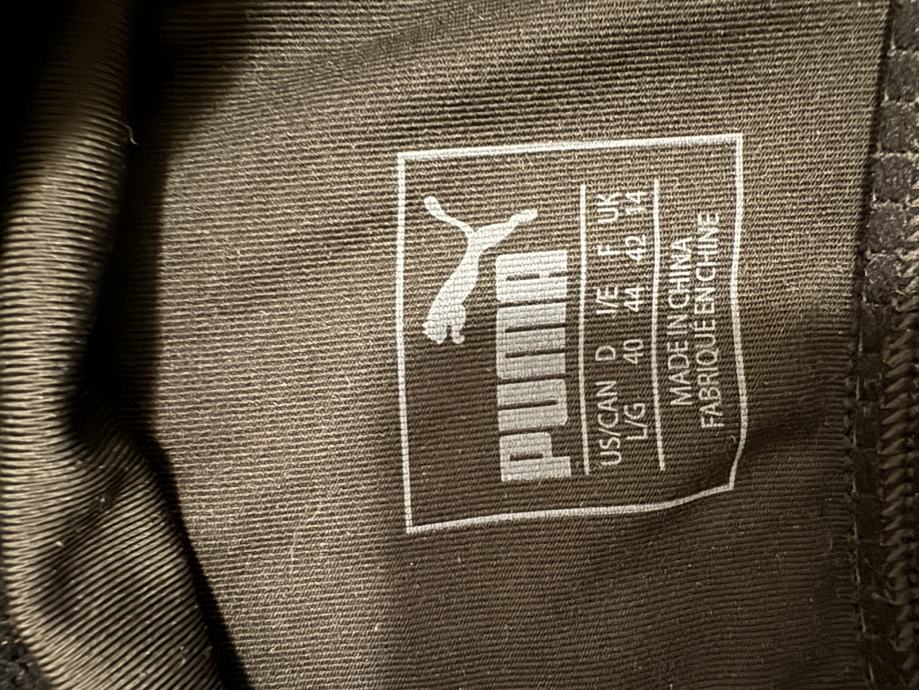 PUMA
US/CAN D I/E F UK
L/G 40 44 42 14
MADE IN CHINA
FABRIQUÉ EN CHINE